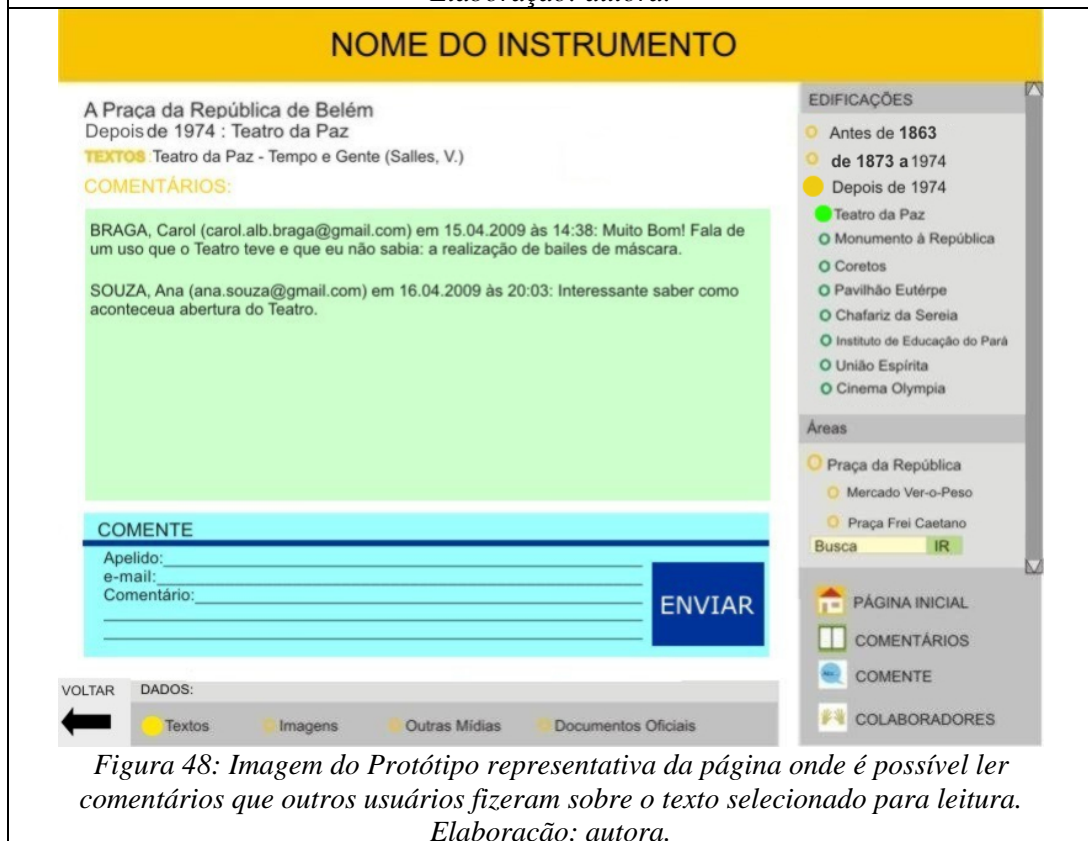 Elaboração: autora.
NOME DO INSTRUMENTO
A Praça da República de Belém
Depois de 1974 : Teatro da Paz
TEXTOS :Teatro da Paz - Tempo e Gente (Salles, V.)
COMENTÁRIOS:
BRAGA, Carol (carol.alb.braga@gmail.com) em 15.04.2009 às 14:38: Muito Bom! Fala de
um uso que o Teatro teve e que eu não sabia: a realização de bailes de máscara.
SOUZA, Ana (ana.souza@gmail.com) em 16.04.2009 às 20:03: Interessante saber como
aconteceua abertura do Teatro.
COMENTE
Apelido:
e-mail:
Comentário:
ENVIAR
EDIFICAÇÕES
Antes de 1863
de 1873 a 1974
Depois de 1974
Teatro da Paz
Monumento à República
Coretos
Pavilhão Eutérpe
Chafariz da Sereia
Instituto de Educação do Pará
União Espírita
Cinema Olympia
Áreas
Praça da República
Mercado Ver-o-Peso
Praça Frei Caetano
Busca IR
PÁGINA INICIAL
COMENTÁRIOS
COMENTE
COLABORADORES
VOLTAR DADOS:
Textos Imagens Outras Mídias Documentos Oficiais
Figura 48: Imagem do Protótipo representativa da página onde é possível ler
comentários que outros usuários fizeram sobre o texto selecionado para leitura.
Elaboração: autora.